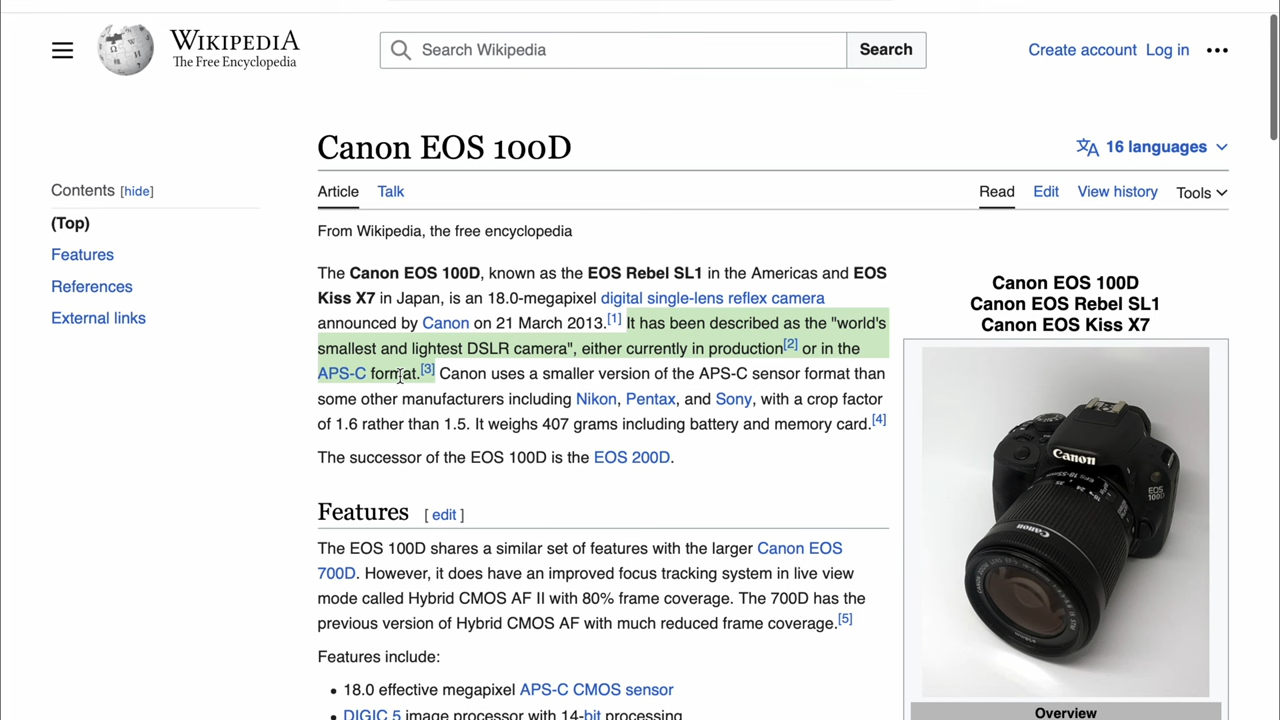 WIKIPEDIA
The Free Encyclopedia
Search Wikipedia
Search
Create account Log in
Canon EOS 100D
16 languages
Contents [hide]
Article Talk
Read Edit View history Tools
(Top)
From Wikipedia, the free encyclopedia
Features
References
External links
The Canon EOS 100D, known as the EOS Rebel SL1 in the Americas and EOS
Kiss X7 in Japan, is an 18.0-megapixel digital single-lens reflex camera
announced by Canon on 21 March 2013.[1] It has been described as the "world's
smallest and lightest DSLR camera", either currently in production[2] or in the
APS-C format.[3] Canon uses a smaller version of the APS-C sensor format than
some other manufacturers including Nikon, Pentax, and Sony, with a crop factor
of 1.6 rather than 1.5. It weighs 407 grams including battery and memory card.[4]
The successor of the EOS 100D is the EOS 200D.
Features [ edit ]
The EOS 100D shares a similar set of features with the larger Canon EOS
700D. However, it does have an improved focus tracking system in live view
mode called Hybrid CMOS AF II with 80% frame coverage. The 700D has the
previous version of Hybrid CMOS AF with much reduced frame coverage.[5]
Features include:
• 18.0 effective megapixel APS-C CMOS sensor
• DIGIC 5 image processor with 14-bit processing
Canon EOS 100D
Canon EOS Rebel SL1
Canon EOS Kiss X7
Canon
EOS
100D
Canon
Overview